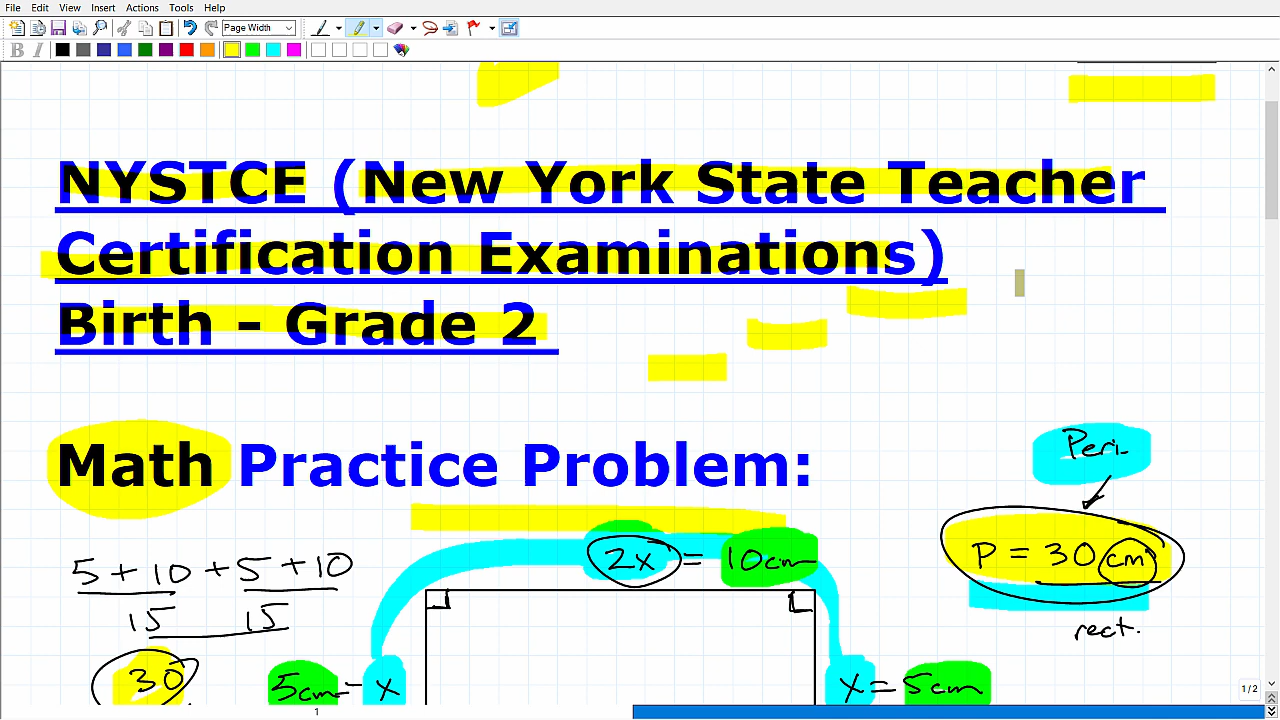 File Edit View Insert Actions Tools Help
Page Width
B I
NYSTCE (New York State Teacher
Certification Examinations)
Birth - Grade 2
Math Practice Problem:
Peri.
P = 30 cm
rect.
2x = 10cm
5 + 10 + 5 + 10
15 15
30
5cm = x
x = 5cm
1/2
1